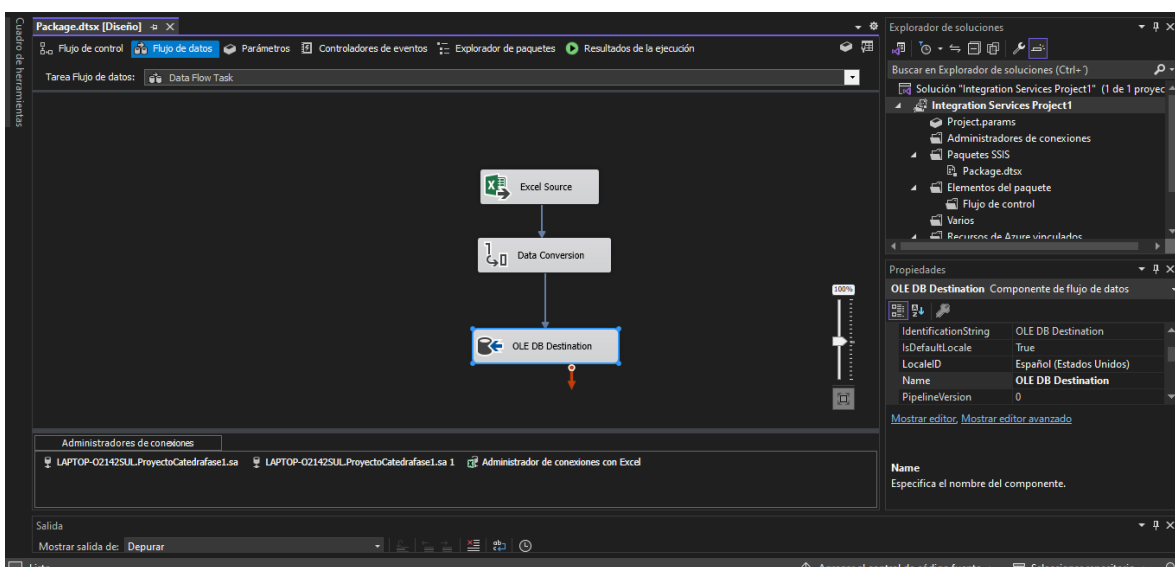 Cuadro de herramientas
Package.dtsx [Diseño]
Flujo de control Flujo de datos Parámetros Controladores de eventos Explorador de paquetes Resultados de la ejecución
Tarea Flujo de datos: Data Flow Task
Excel Source
Data Conversion
OLE DB Destination
100%
Administradores de conexiones
LAPTOP-O2142SUL.ProyectoCatedrafase1.sa LAPTOP-O2142SUL.ProyectoCatedrafase1.sa 1 Administrador de conexiones con Excel
Salida
Mostrar salida de: Depurar
Explorador de soluciones
Buscar en Explorador de soluciones (Ctrl+´)
Solución "Integration Services Project1" (1 de 1 proyec
Integration Services Project1
Project.params
Administradores de conexiones
Paquetes SSIS
Package.dtsx
Elementos del paquete
Flujo de control
Varios
Recursos de Azure vinculados
Propiedades
OLE DB Destination Componente de flujo de datos
IdentificationString OLE DB Destination
IsDefaultLocale True
LocaleID Español (Estados Unidos)
Name OLE DB Destination
PipelineVersion 0
Mostrar editor, Mostrar editor avanzado
Name
Especifica el nombre del componente.